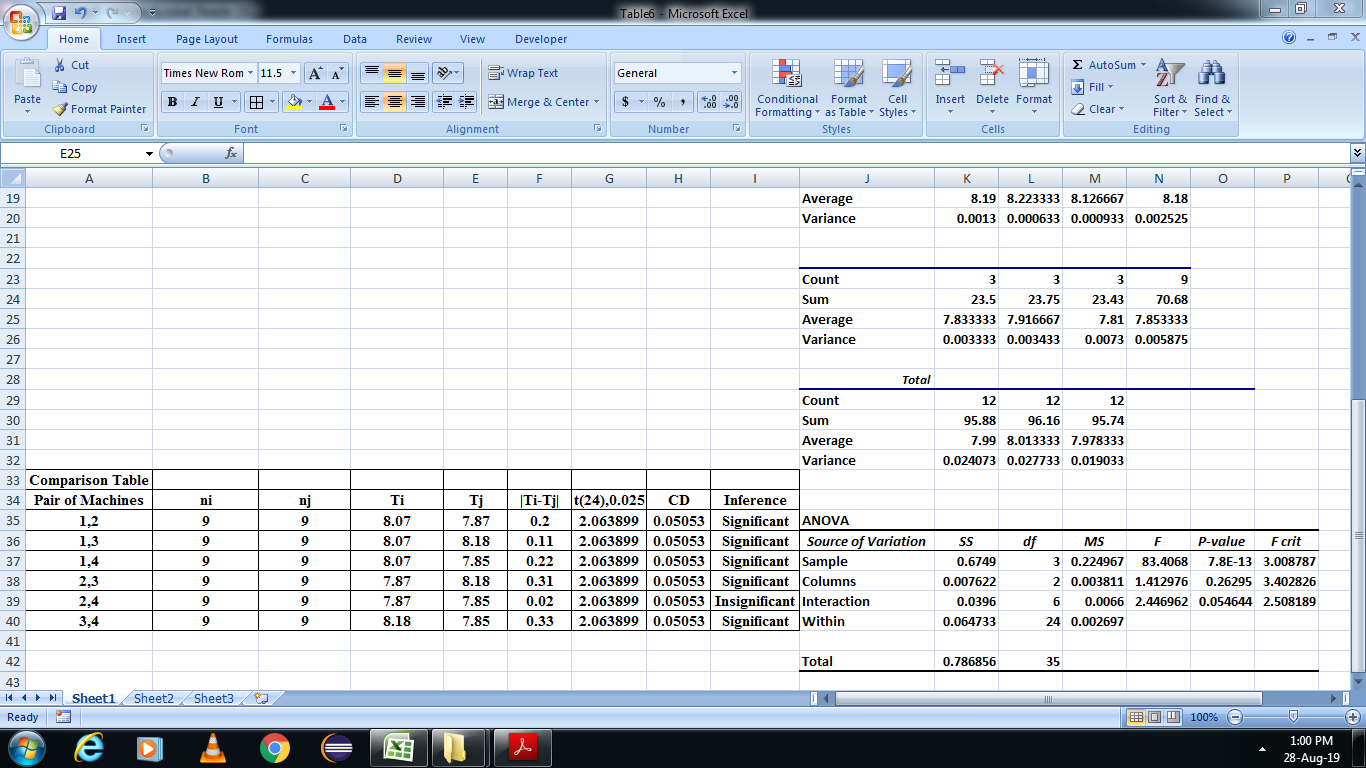 Table6 - Microsoft Excel
Home Insert Page Layout Formulas Data Review View Developer
Paste
Cut
Copy
Format Painter
Clipboard
Times New Rom 11.5 A A
B I U A
Font
Wrap Text
Merge & Center
Alignment
General
$ % , .00 .00
Number
Conditional Formatting
Format as Table
Cell Styles
Styles
Insert Delete Format
Cells
Σ AutoSum
Fill
Clear
Sort & Filter
Find & Select
Editing
E25 fx
A B C D E F G H I J K L M N O P
19 Average 8.19 8.223333 8.126667 8.18
20 Variance 0.0013 0.000633 0.000933 0.002525
21
22
23 Count 3 3 3 9
24 Sum 23.5 23.75 23.43 70.68
25 Average 7.833333 7.916667 7.81 7.853333
26 Variance 0.003333 0.003433 0.0073 0.005875
27
28 Total
29 Count 12 12 12
30 Sum 95.88 96.16 95.74
31 Average 7.99 8.013333 7.978333
32 Variance 0.024073 0.027733 0.019033
33 Comparison Table
34 Pair of Machines ni nj Ti Tj |Ti-Tj| t(24),0.025 CD Inference
35 1,2 9 9 8.07 7.87 0.2 2.063899 0.05053 Significant ANOVA
36 1,3 9 9 8.07 8.18 0.11 2.063899 0.05053 Significant Source of Variation SS df MS F P-value F crit
37 1,4 9 9 8.07 7.85 0.22 2.063899 0.05053 Significant Sample 0.6749 3 0.224967 83.4068 7.8E-13 3.008787
38 2,3 9 9 7.87 8.18 0.31 2.063899 0.05053 Significant Columns 0.007622 2 0.003811 1.412976 0.26295 3.402826
39 2,4 9 9 7.87 7.85 0.02 2.063899 0.05053 Insignificant Interaction 0.0396 6 0.0066 2.446962 0.054644 2.508189
40 3,4 9 9 8.18 7.85 0.33 2.063899 0.05053 Significant Within 0.064733 24 0.002697
41
42 Total 0.786856 35
43
Sheet1 Sheet2 Sheet3
Ready 100%
1:00 PM
28-Aug-19